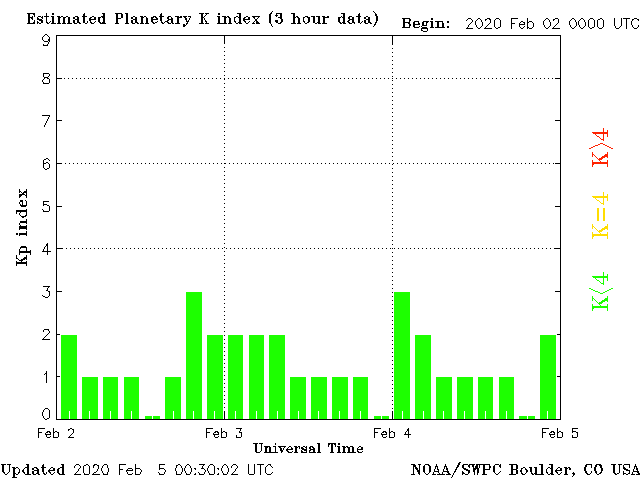 Estimated Planetary K index (3 hour data)
Begin: 2020 Feb 02 0000 UTC
9
8
7
6
5
4
3
2
1
0
Kp index
K>4
K=4
K<4
Feb 2 Feb 3 Feb 4 Feb 5
Universal Time
Updated 2020 Feb 5 00:30:02 UTC
NOAA/SWPC Boulder, CO USA